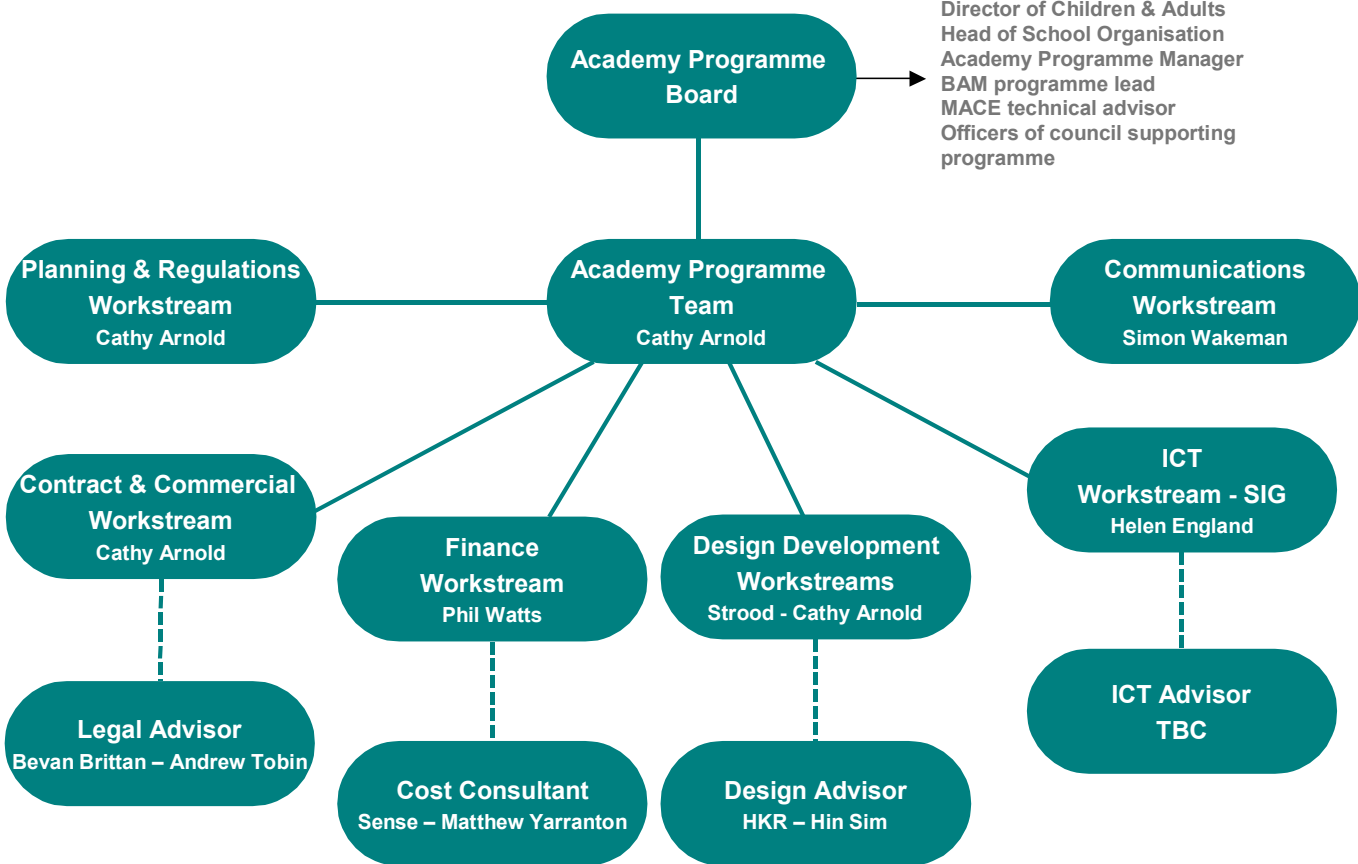 Academy Programme
Board
Director of Children & Adults
Head of School Organisation
Academy Programme Manager
BAM programme lead
MACE technical advisor
Officers of council supporting
programme
Planning & Regulations
Workstream
Cathy Arnold
Academy Programme
Team
Cathy Arnold
Communications
Workstream
Simon Wakeman
Contract & Commercial
Workstream
Cathy Arnold
Finance
Workstream
Phil Watts
Design Development
Workstreams
Strood - Cathy Arnold
ICT
Workstream - SIG
Helen England
Legal Advisor
Bevan Brittan – Andrew Tobin
Cost Consultant
Sense – Matthew Yarranton
Design Advisor
HKR – Hin Sim
ICT Advisor
TBC